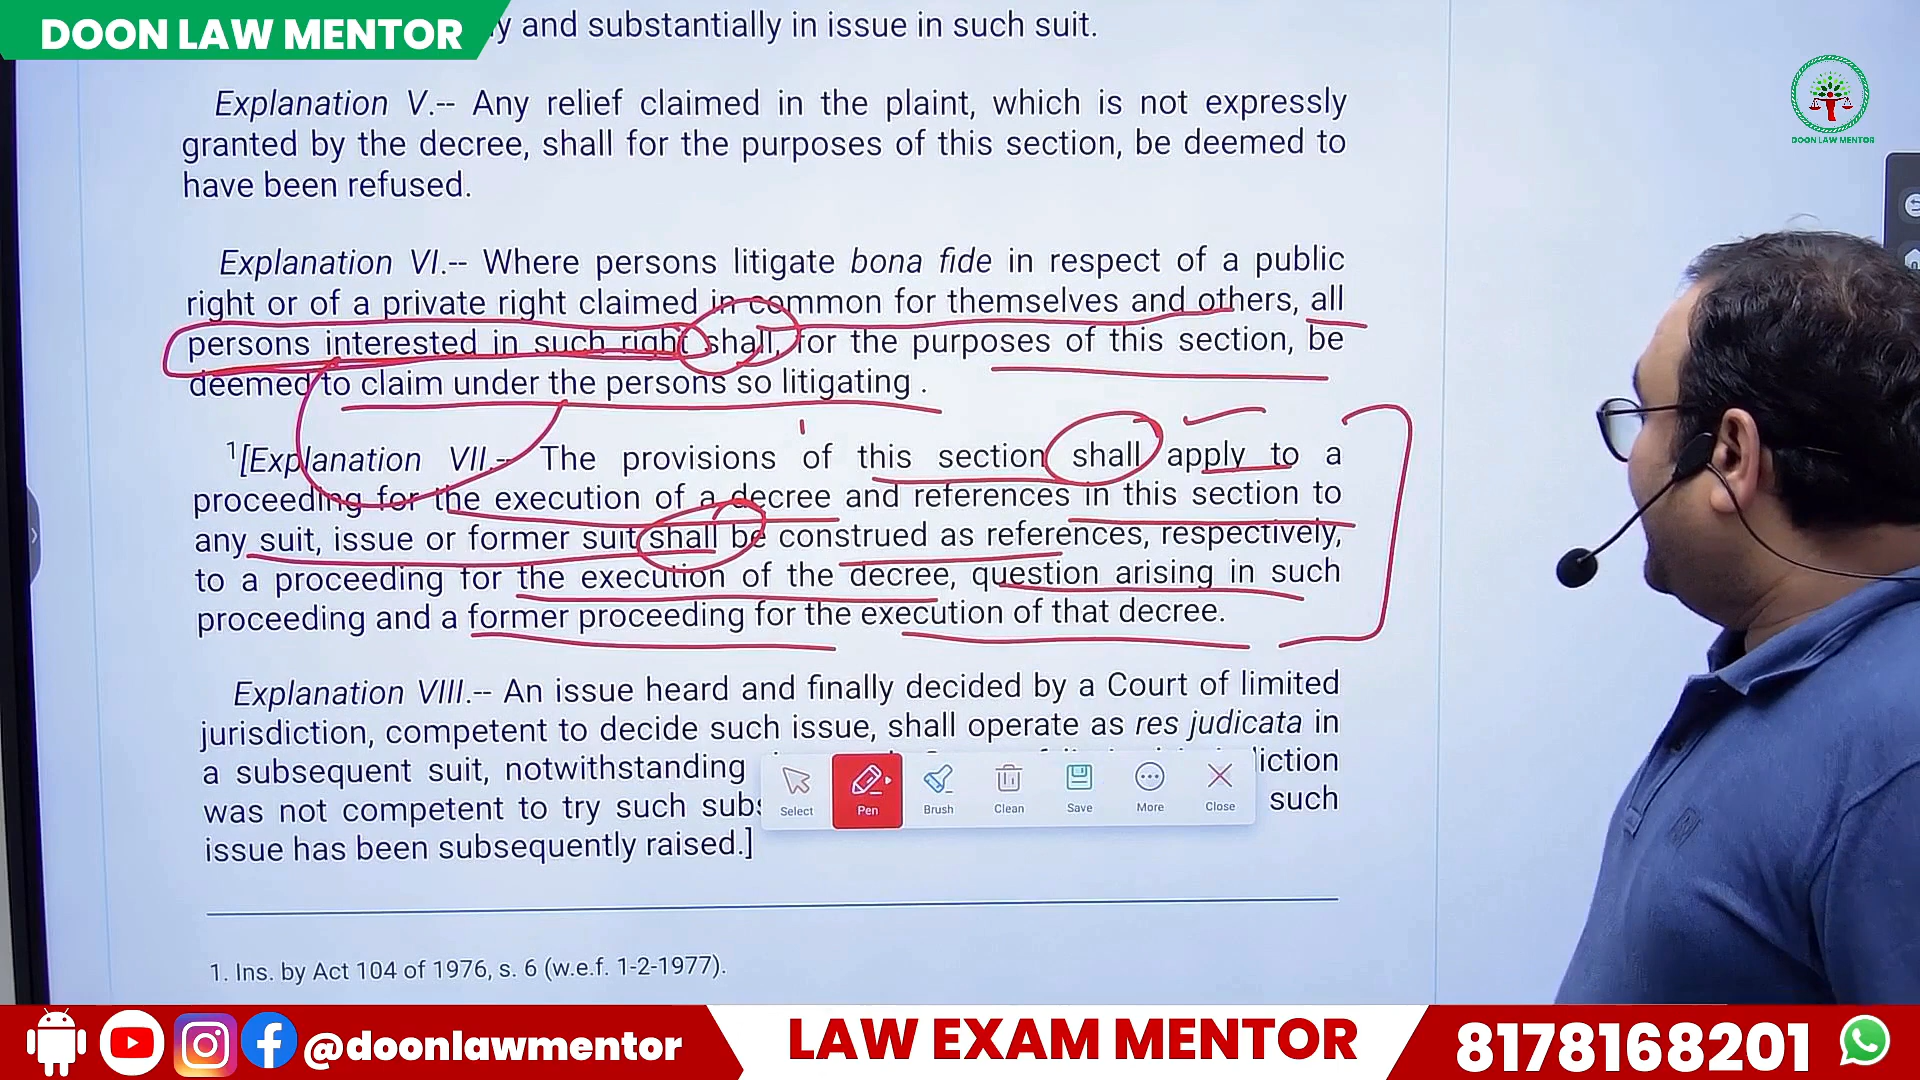 DOON LAW MENTOR
y and substantially in issue in such suit.
DOON LAW MENTOR
Explanation V.-- Any relief claimed in the plaint, which is not expressly
granted by the decree, shall for the purposes of this section, be deemed to
have been refused.
Explanation VI.-- Where persons litigate bona fide in respect of a public
right or of a private right claimed in common for themselves and others, all
persons interested in such right shall, for the purposes of this section, be
deemed to claim under the persons so litigating .
1[Explanation VII.-- The provisions of this section shall apply to a
proceeding for the execution of a decree and references in this section to
any suit, issue or former suit shall be construed as references, respectively,
to a proceeding for the execution of the decree, question arising in such
proceeding and a former proceeding for the execution of that decree.
Explanation VIII.-- An issue heard and finally decided by a Court of limited
jurisdiction, competent to decide such issue, shall operate as res judicata in
a subsequent suit, notwithstanding iction
was not competent to try such subs such
issue has been subsequently raised.]
Select Pen Brush Clean Save More Close
1. Ins. by Act 104 of 1976, s. 6 (w.e.f. 1-2-1977).
@doonlawmentor LAW EXAM MENTOR 8178168201